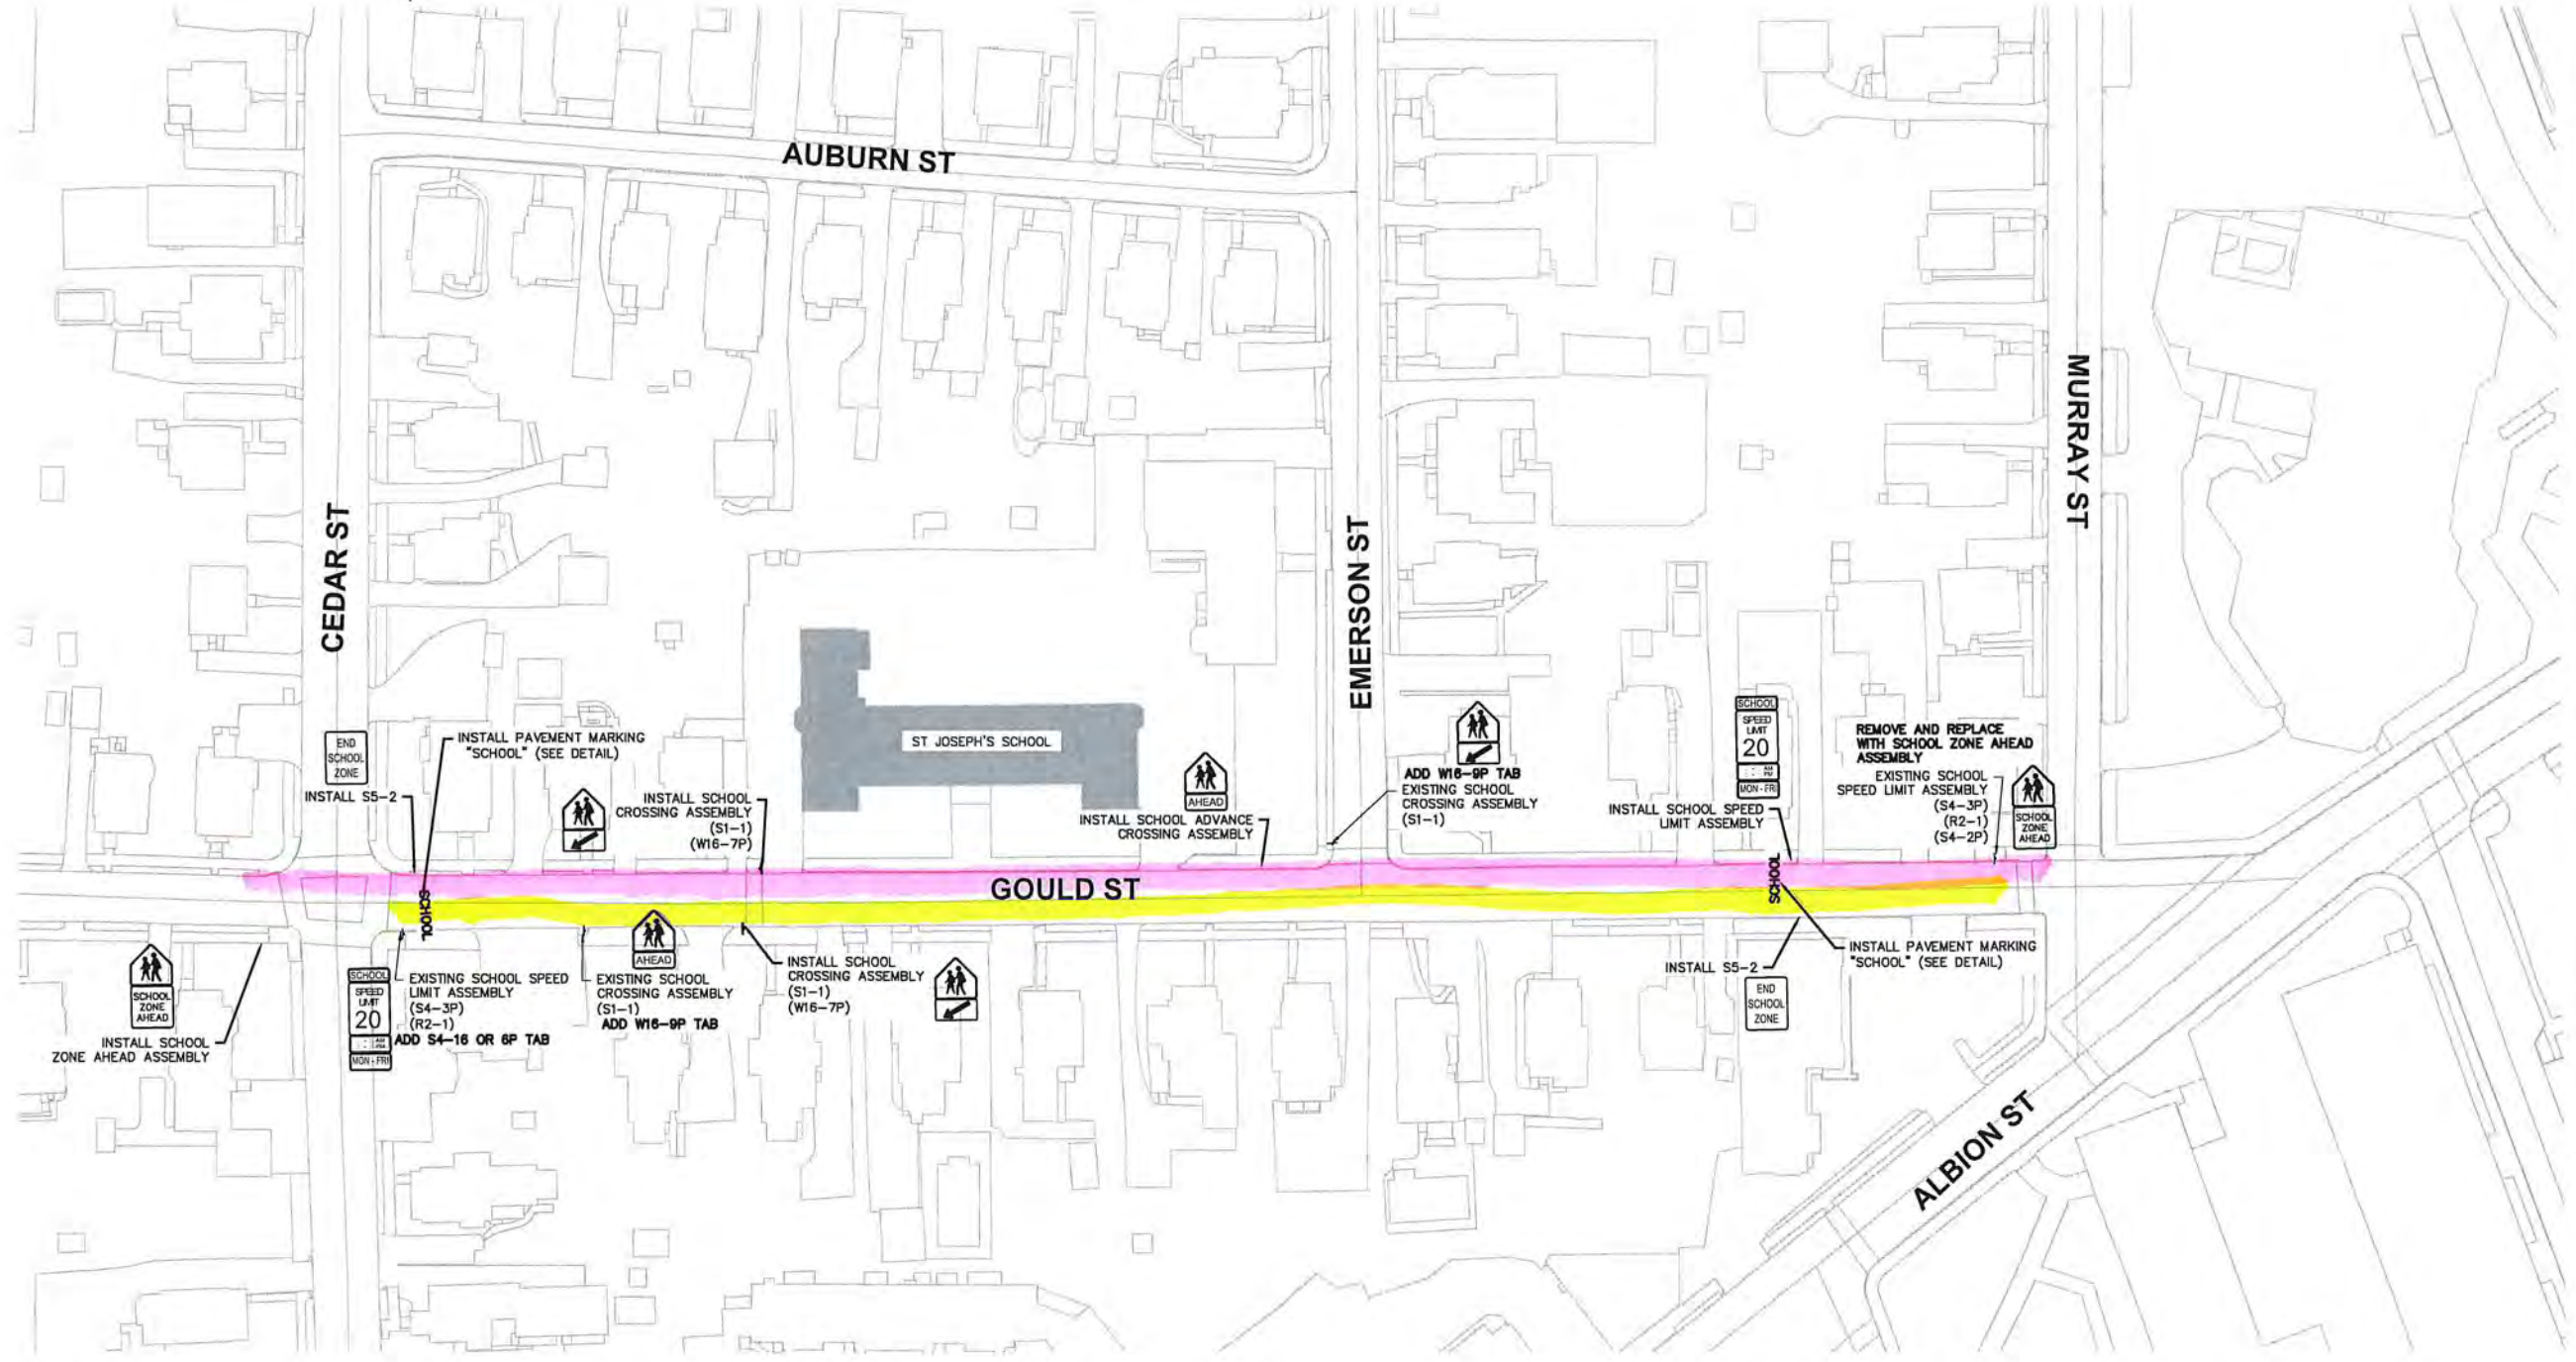 AUBURN ST
CEDAR ST
EMERSON ST
MURRAY ST
ST JOSEPH'S SCHOOL
END
SCHOOL
ZONE
INSTALL S5-2
INSTALL PAVEMENT MARKING
"SCHOOL" (SEE DETAIL)
INSTALL SCHOOL
CROSSING ASSEMBLY
(S1-1)
(W16-7P)
AHEAD
INSTALL SCHOOL ADVANCE
CROSSING ASSEMBLY
ADD W16-9P TAB
EXISTING SCHOOL
CROSSING ASSEMBLY
(S1-1)
SCHOOL
SPEED
LIMIT
20
MON-FRI
INSTALL SCHOOL SPEED
LIMIT ASSEMBLY
REMOVE AND REPLACE
WITH SCHOOL ZONE AHEAD
ASSEMBLY
EXISTING SCHOOL
SPEED LIMIT ASSEMBLY
(S4-3P)
(R2-1)
(S4-2P)
SCHOOL
ZONE
AHEAD
SCHOOL
GOULD ST
SCHOOL
SCHOOL
ZONE
AHEAD
INSTALL SCHOOL
ZONE AHEAD ASSEMBLY
SCHOOL
SPEED
LIMIT
20
MON-FRI
EXISTING SCHOOL SPEED
LIMIT ASSEMBLY
(S4-3P)
(R2-1)
ADD S4-16 OR 6P TAB
AHEAD
EXISTING SCHOOL
CROSSING ASSEMBLY
(S1-1)
ADD W16-9P TAB
INSTALL SCHOOL
CROSSING ASSEMBLY
(S1-1)
(W16-7P)
INSTALL S5-2
END
SCHOOL
ZONE
INSTALL PAVEMENT MARKING
"SCHOOL" (SEE DETAIL)
ALBION ST